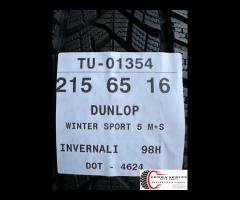 TU-01354
215 65 16
DUNLOP
WINTER SPORT 5 M+S
INVERNALI 98H
DOT - 4624